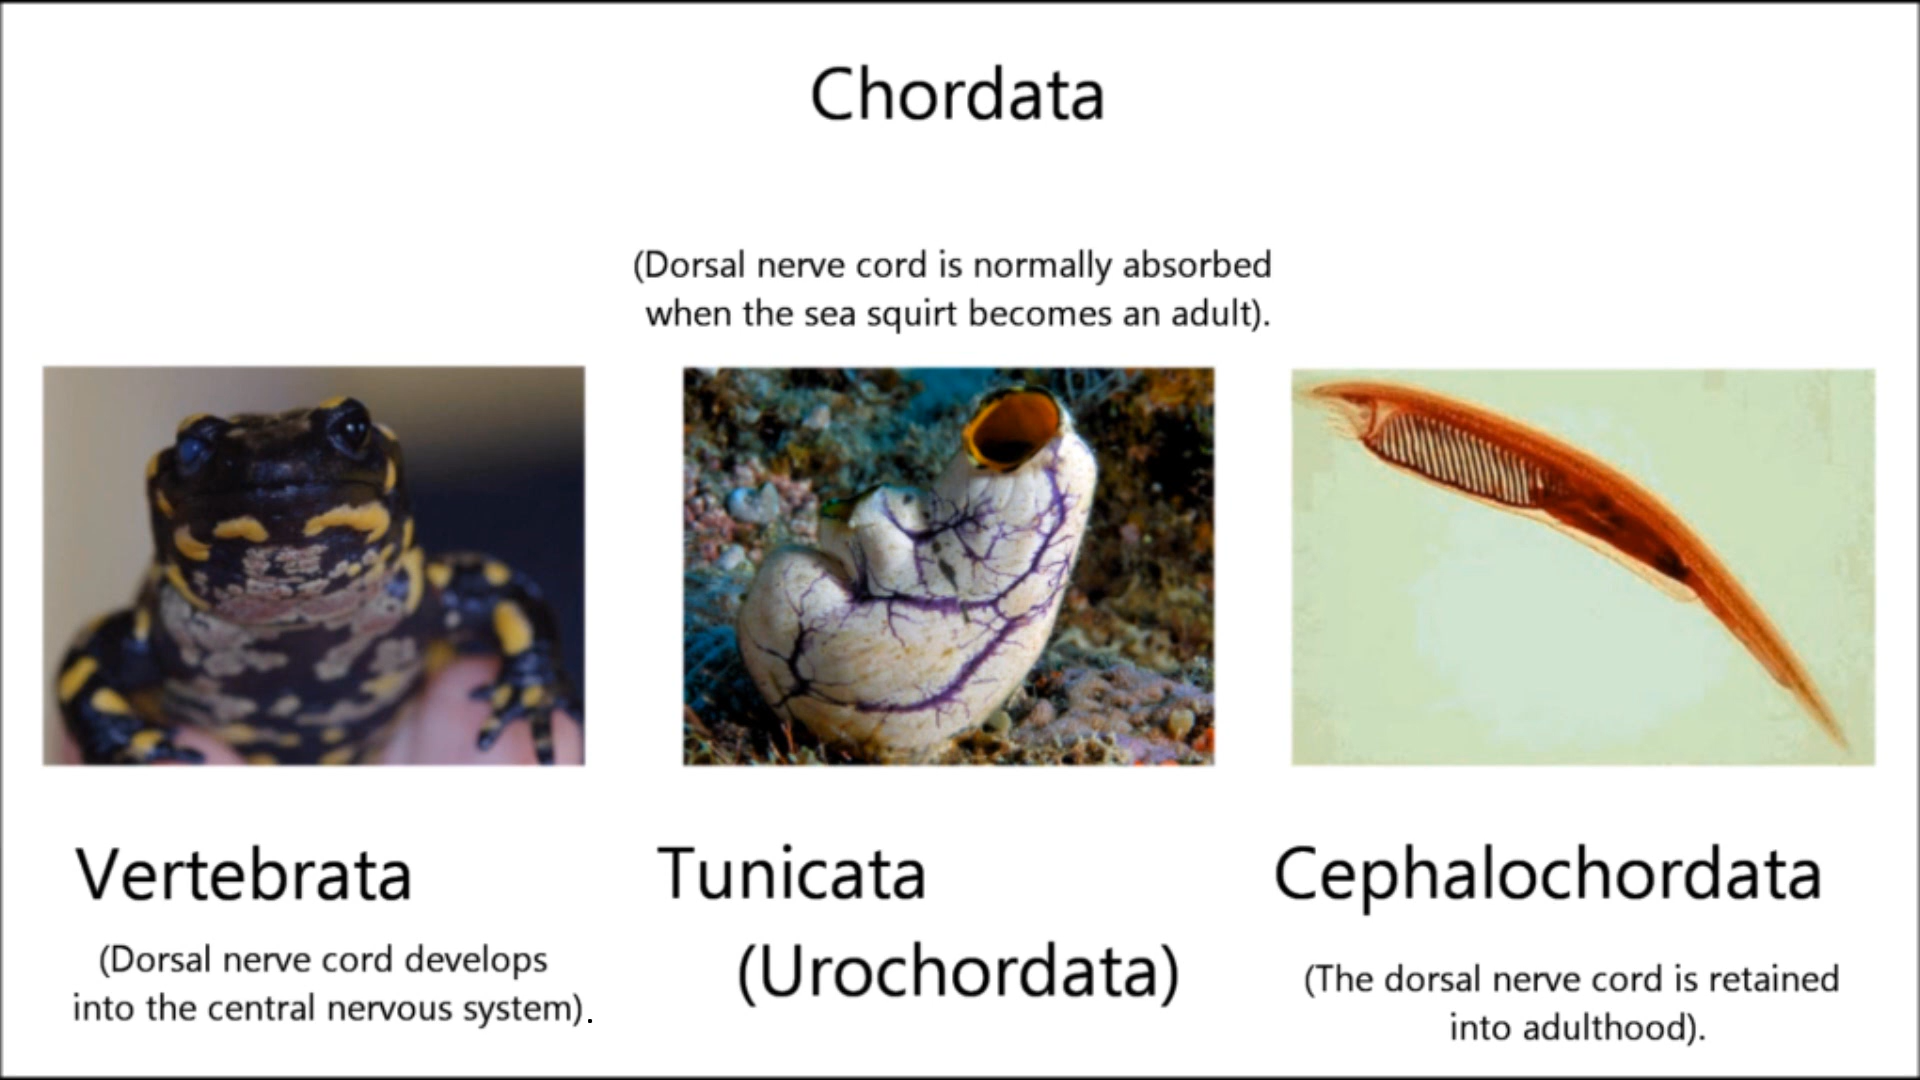 Chordata
(Dorsal nerve cord is normally absorbed
when the sea squirt becomes an adult).
Vertebrata
(Dorsal nerve cord develops
into the central nervous system).
Tunicata
(Urochordata)
Cephalochordata
(The dorsal nerve cord is retained
into adulthood).